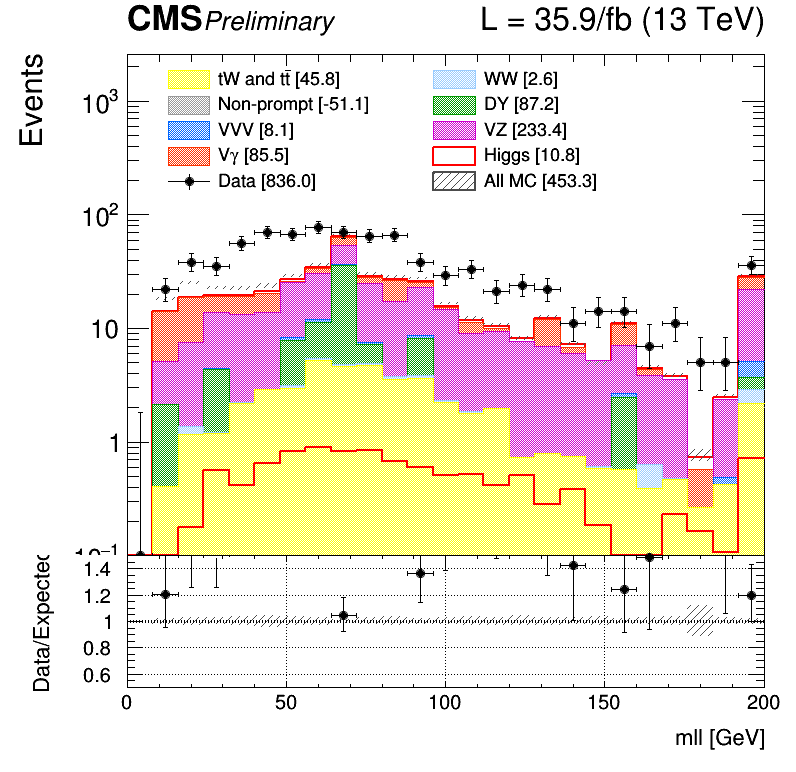 CMS Preliminary L = 35.9/fb (13 TeV)
Events
tW and tt̄ [45.8] WW [2.6]
Non-prompt [-51.1] DY [87.2]
VVV [8.1] VZ [233.4]
Vγ [85.5] Higgs [10.8]
Data [836.0] All MC [453.3]
10³
10²
10
1
10⁻¹
Data/Expected
1.4
1.2
1
0.8
0.6
0 50 100 150 200
mll [GeV]